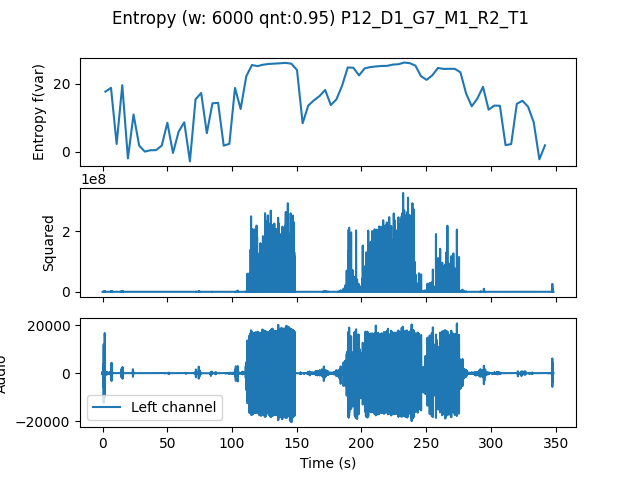 Entropy (w: 6000 qnt:0.95) P12_D1_G7_M1_R2_T1
Entropy f(var)
20
0
1e8
Squared
2
0
Audio
20000
0
−20000
Left channel
0 50 100 150 200 250 300 350
Time (s)